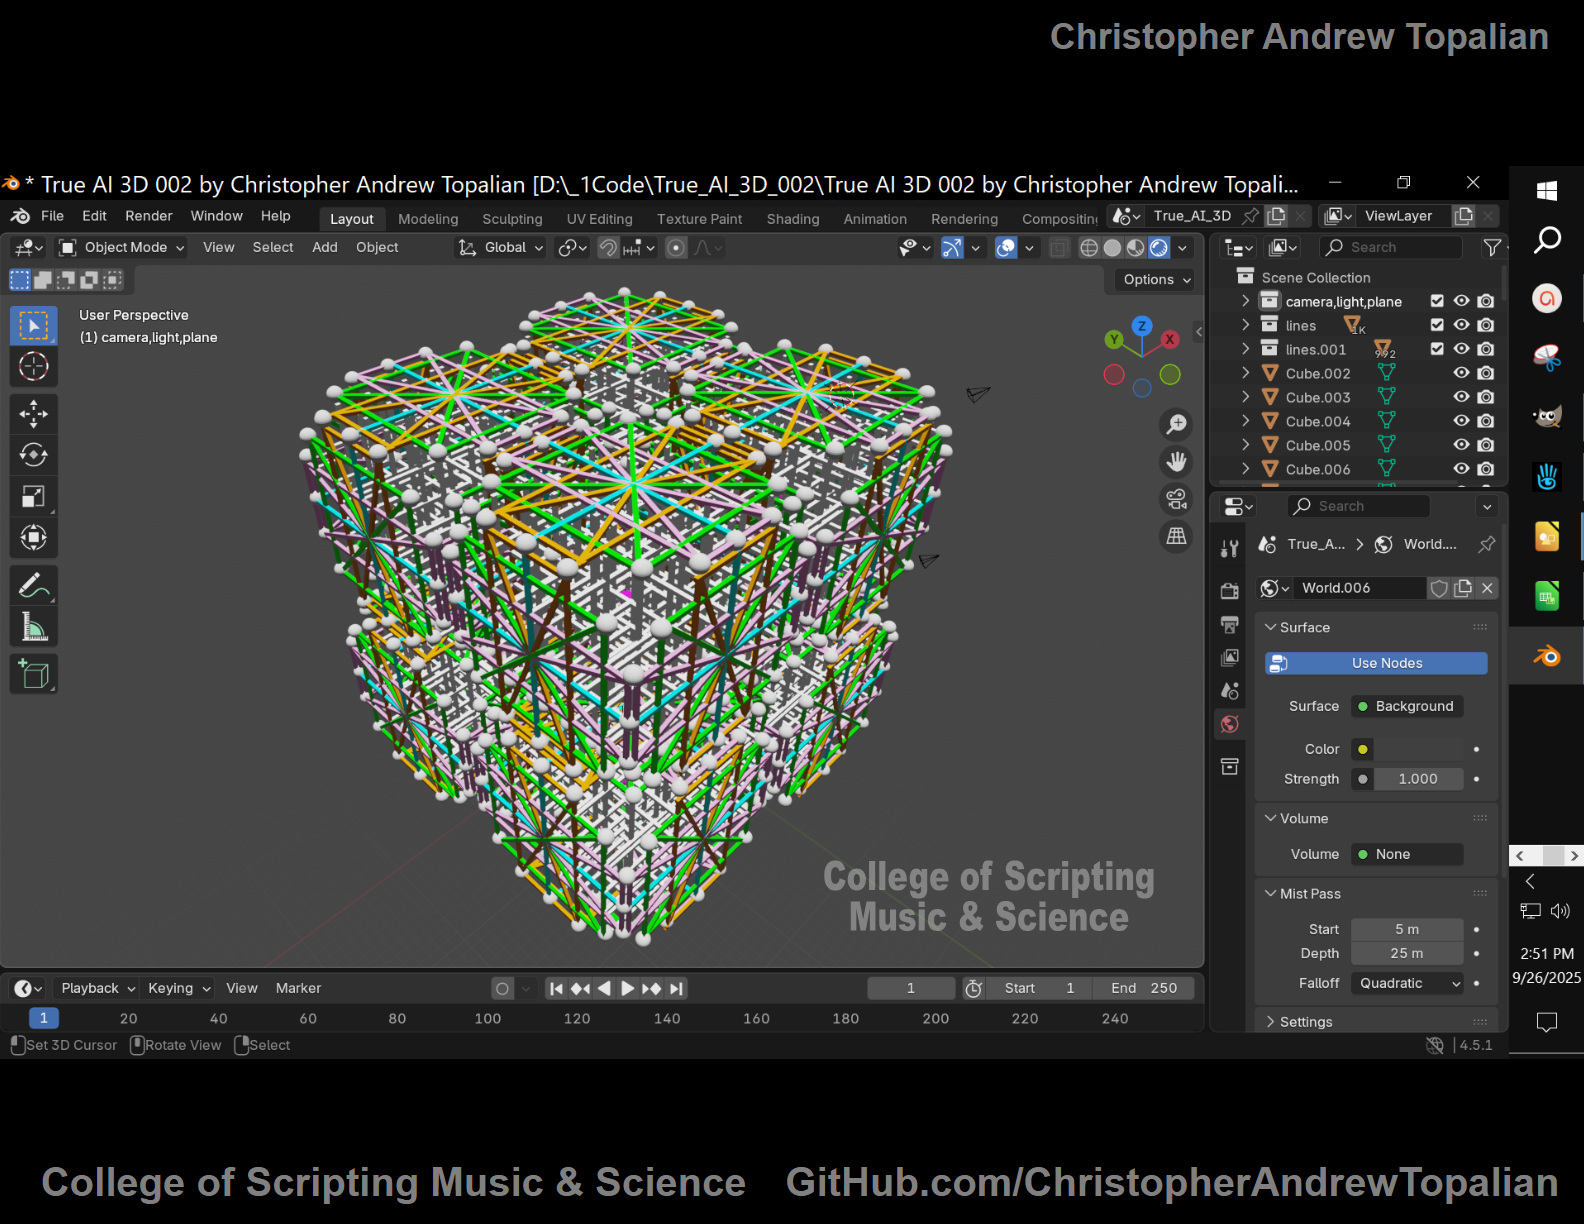 Christopher Andrew Topalian
* True AI 3D 002 by Christopher Andrew Topalian [D:\_1Code\True_AI_3D_002\True AI 3D 002 by Christopher Andrew Topali...
File Edit Render Window Help Layout Modeling Sculpting UV Editing Texture Paint Shading Animation Rendering Compositing True_AI_3D ViewLayer
Object Mode View Select Add Object Global Search
Options
User Perspective
(1) camera,light,plane
Z
Y
X
Scene Collection
camera,light,plane
lines 1K
lines.001 992
Cube.002
Cube.003
Cube.004
Cube.005
Cube.006
Search
True_A... > World....
World.006
Surface
Use Nodes
Surface Background
Color
Strength 1.000
Volume
Volume None
Mist Pass
Start 5 m
Depth 25 m
Falloff Quadratic
Settings
College of Scripting
Music & Science
Playback Keying View Marker 1 Start 1 End 250
1 20 40 60 80 100 120 140 160 180 200 220 240
Set 3D Cursor Rotate View Select 4.5.1
2:51 PM
9/26/2025
College of Scripting Music & Science GitHub.com/ChristopherAndrewTopalian